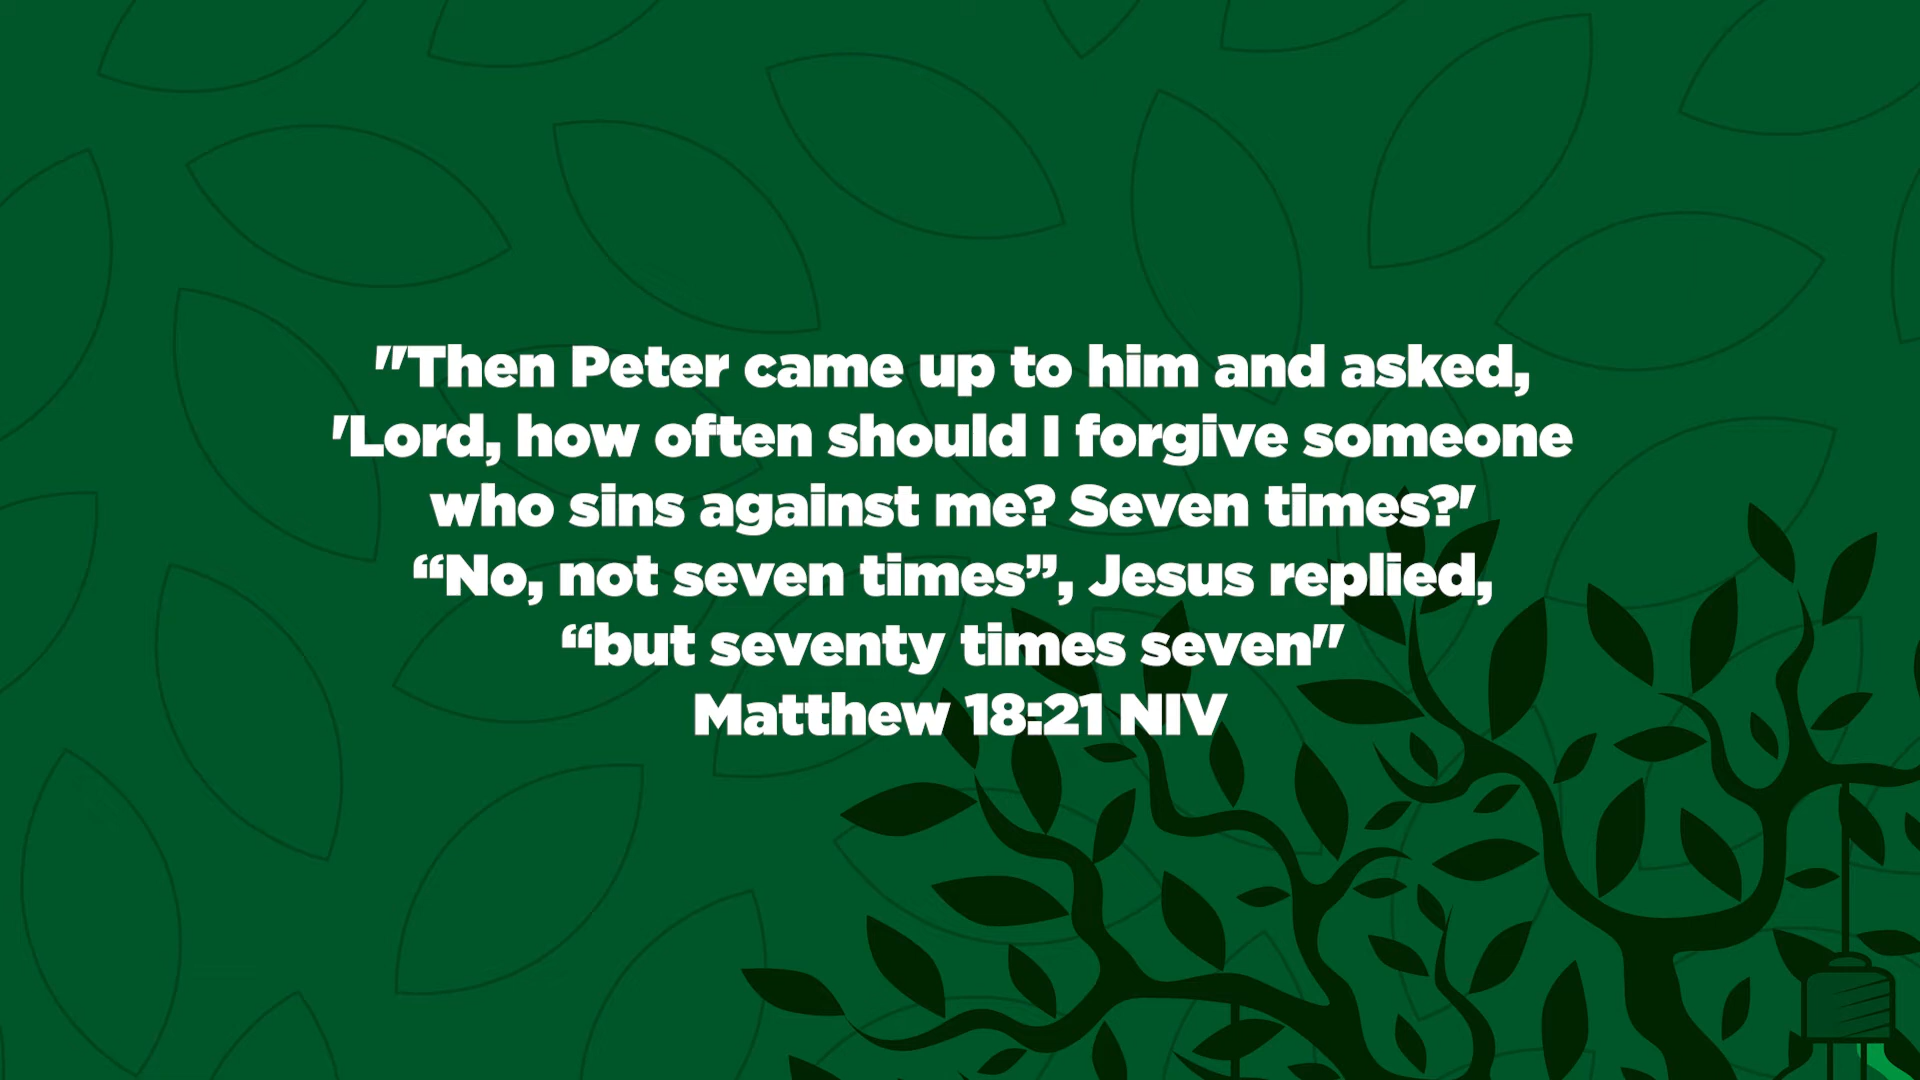 "Then Peter came up to him and asked,
'Lord, how often should I forgive someone
who sins against me? Seven times?'
“No, not seven times”, Jesus replied,
“but seventy times seven"
Matthew 18:21 NIV